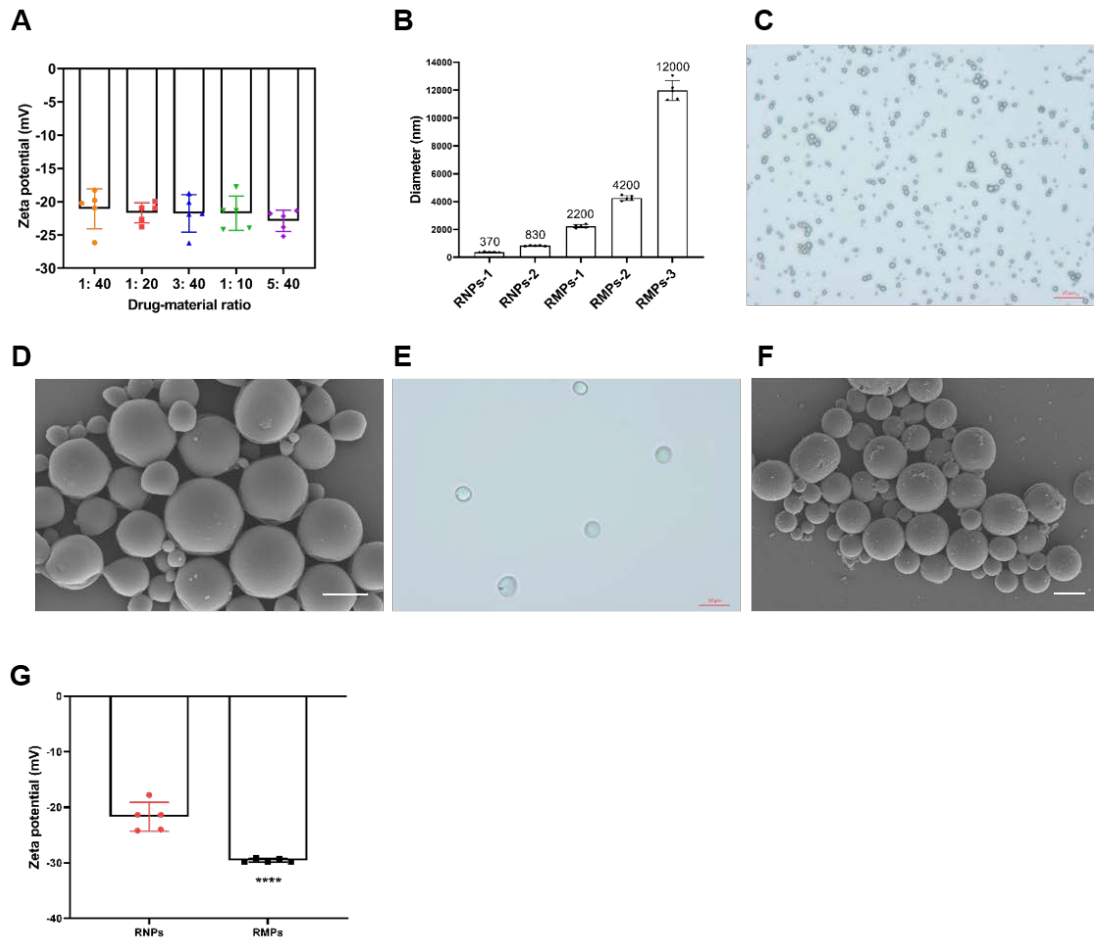 A
B
C
Zeta potential (mV)
0
-5
-10
-15
-20
-25
-30
1: 40
1: 20
3: 40
1: 10
5: 40
Drug-material ratio
Diameter (nm)
14000
12000
10000
8000
6000
4000
2000
0
370
830
2200
4200
12000
RNPs-1
RNPs-2
RMPs-1
RMPs-2
RMPs-3
D
E
F
G
Zeta potential (mV)
0
-10
-20
-30
-40
****
RNPs
RMPs